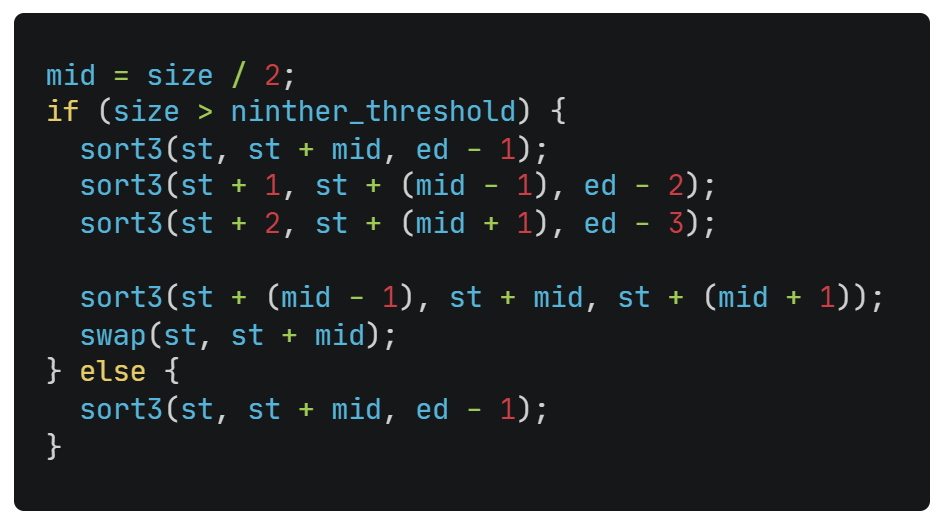 mid = size / 2;
if (size > ninther_threshold) {
  sort3(st, st + mid, ed - 1);
  sort3(st + 1, st + (mid - 1), ed - 2);
  sort3(st + 2, st + (mid + 1), ed - 3);

  sort3(st + (mid - 1), st + mid, st + (mid + 1));
  swap(st, st + mid);
} else {
  sort3(st, st + mid, ed - 1);
}